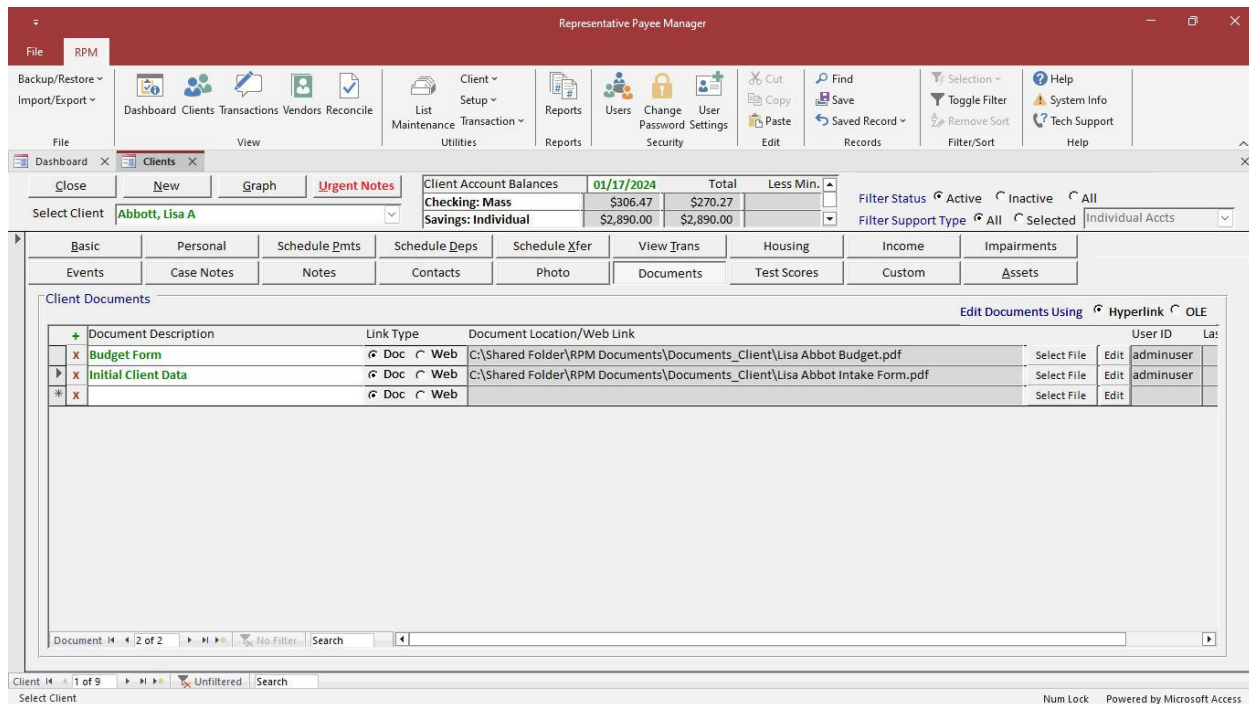 Representative Payee Manager
File RPM
Backup/Restore
Import/Export
File
Dashboard Clients Transactions Vendors Reconcile
View
List Maintenance
Client
Setup
Transaction
Utilities
Reports
Reports
Users Change Password User Settings
Security
Cut
Copy
Paste
Edit
Find
Save
Saved Record
Records
Selection
Toggle Filter
Remove Sort
Filter/Sort
Help
System Info
Tech Support
Help
Dashboard X Clients X
Close New Graph Urgent Notes
Select Client Abbott, Lisa A
Client Account Balances 01/17/2024 Total Less Min.
Checking: Mass $306.47 $270.27
Savings: Individual $2,890.00 $2,890.00
Filter Status Active Inactive All
Filter Support Type All Selected Individual Accts
Basic Personal Schedule Pmts Schedule Deps Schedule Xfer View Trans Housing Income Impairments
Events Case Notes Notes Contacts Photo Documents Test Scores Custom Assets
Client Documents
Edit Documents Using Hyperlink OLE
+ Document Description Link Type Document Location/Web Link User ID Las
x Budget Form Doc Web C:\Shared Folder\RPM Documents\Documents_Client\Lisa Abbot Budget.pdf Select File Edit adminuser
x Initial Client Data Doc Web C:\Shared Folder\RPM Documents\Documents_Client\Lisa Abbot Intake Form.pdf Select File Edit adminuser
* x Doc Web Select File Edit
Document 2 of 2 No Filter Search
Client 1 of 9 Unfiltered Search
Select Client Num Lock Powered by Microsoft Access